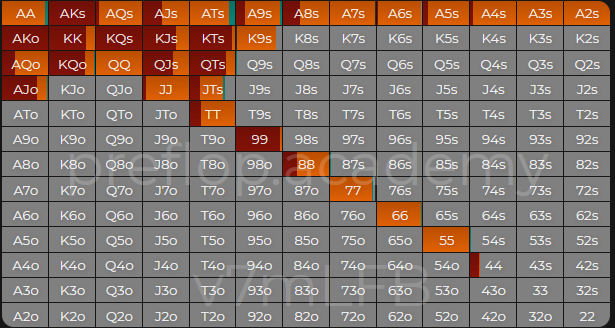 AA AKs AQs AJs ATs A9s A8s A7s A6s A5s A4s A3s A2s
AKo KK KQs KJs KTs K9s K8s K7s K6s K5s K4s K3s K2s
AQo KQo QQ QJs QTs Q9s Q8s Q7s Q6s Q5s Q4s Q3s Q2s
AJo KJo QJo JJ JTs J9s J8s J7s J6s J5s J4s J3s J2s
ATo KTo QTo JTo TT T9s T8s T7s T6s T5s T4s T3s T2s
A9o K9o Q9o J9o T9o 99 98s 97s 96s 95s 94s 93s 92s
A8o K8o Q8o J8o T8o 98o 88 87s 86s 85s 84s 83s 82s
preflop.academy
A7o K7o Q7o J7o T7o 97o 87o 77 76s 75s 74s 73s 72s
A6o K6o Q6o J6o T6o 96o 86o 76o 66 65s 64s 63s 62s
A5o K5o Q5o J5o T5o 95o 85o 75o 65o 55 54s 53s 52s
A4o K4o Q4o J4o T4o 94o 84o 74o 64o 54o 44 43s 42s
v7mLFB
A3o K3o Q3o J3o T3o 93o 83o 73o 63o 53o 43o 33 32s
A2o K2o Q2o J2o T2o 92o 82o 72o 62o 52o 42o 32o 22